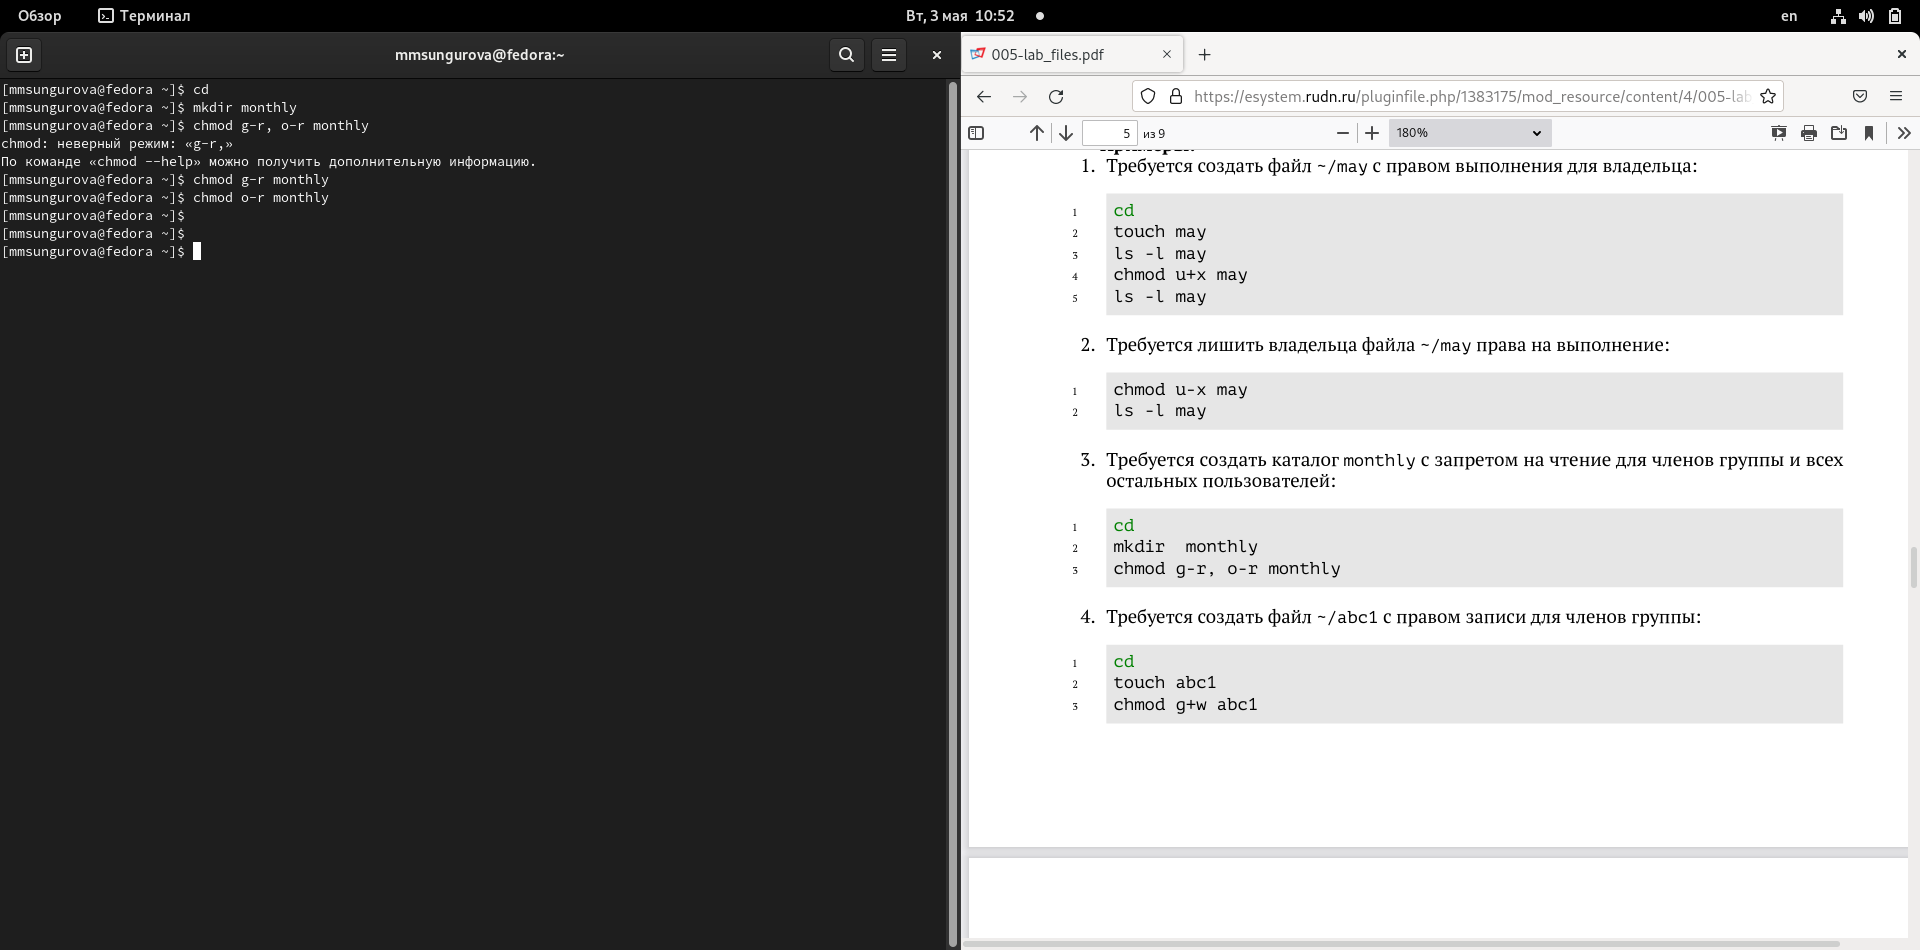 Обзор
Терминал
Вт, 3 мая 10:52
en
mmsungurova@fedora:~
[mmsungurova@fedora ~]$ cd
[mmsungurova@fedora ~]$ mkdir monthly
[mmsungurova@fedora ~]$ chmod g-r, o-r monthly
chmod: неверный режим: «g-r,»
По команде «chmod --help» можно получить дополнительную информацию.
[mmsungurova@fedora ~]$ chmod g-r monthly
[mmsungurova@fedora ~]$ chmod o-r monthly
[mmsungurova@fedora ~]$
[mmsungurova@fedora ~]$
[mmsungurova@fedora ~]$
005-lab_files.pdf
https://esystem.rudn.ru/pluginfile.php/1383175/mod_resource/content/4/005-lab
5 из 9
180%
1. Требуется создать файл ~/may с правом выполнения для владельца:
1 cd
2 touch may
3 ls -l may
4 chmod u+x may
5 ls -l may
2. Требуется лишить владельца файла ~/may права на выполнение:
1 chmod u-x may
2 ls -l may
3. Требуется создать каталог monthly с запретом на чтение для членов группы и всех
остальных пользователей:
1 cd
2 mkdir  monthly
3 chmod g-r, o-r monthly
4. Требуется создать файл ~/abc1 с правом записи для членов группы:
1 cd
2 touch abc1
3 chmod g+w abc1